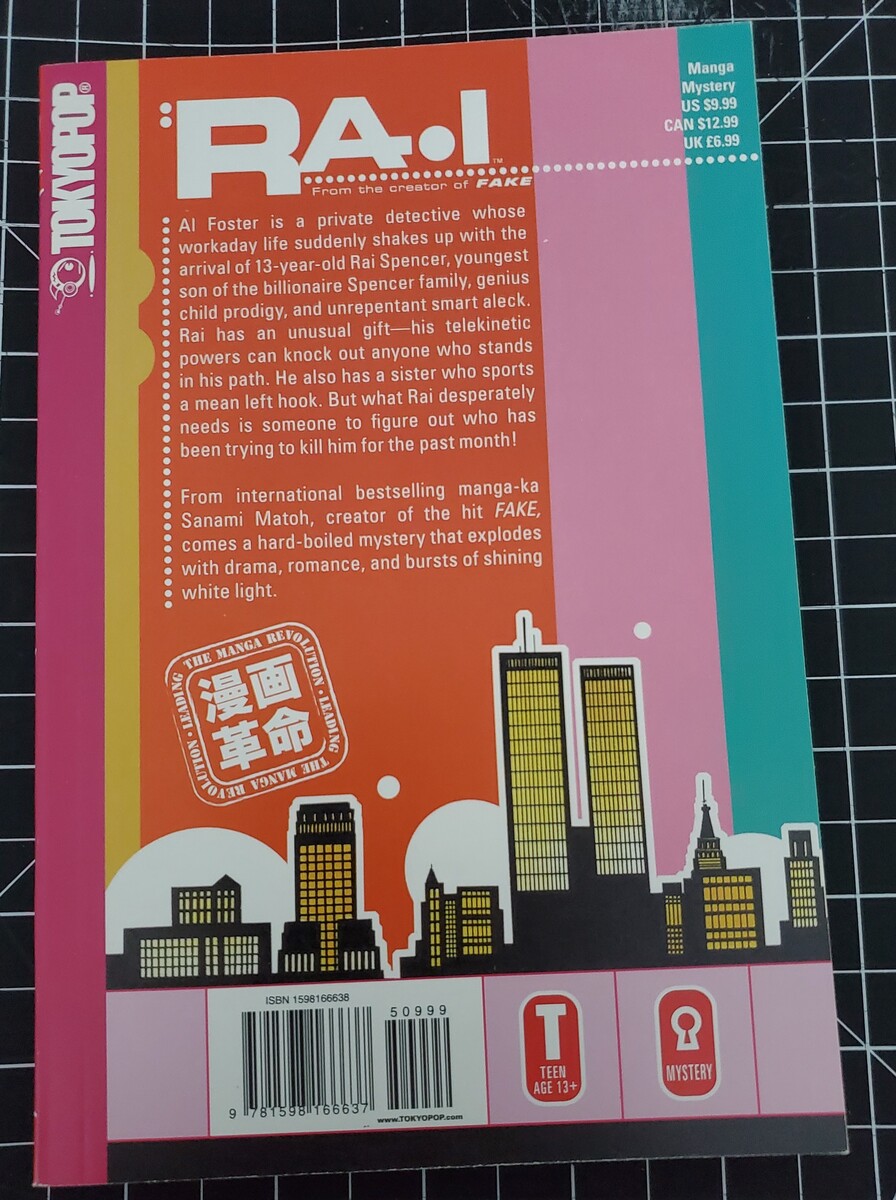 TOKYOPOP®
:RA•I™
From the creator of FAKE
Manga
Mystery
US $9.99
CAN $12.99
UK £6.99
Al Foster is a private detective whose
workaday life suddenly shakes up with the
arrival of 13-year-old Rai Spencer, youngest
son of the billionaire Spencer family, genius
child prodigy, and unrepentant smart aleck.
Rai has an unusual gift—his telekinetic
powers can knock out anyone who stands
in his path. He also has a sister who sports
a mean left hook. But what Rai desperately
needs is someone to figure out who has
been trying to kill him for the past month!
From international bestselling manga-ka
Sanami Matoh, creator of the hit FAKE,
comes a hard-boiled mystery that explodes
with drama, romance, and bursts of shining
white light.
LEADING THE MANGA REVOLUTION • LEADING THE MANGA REVOLUTION •
漫画
革命
ISBN 1598166638
50999
9 781598 166637
www.TOKYOPOP.com
T
TEEN
AGE 13+
MYSTERY